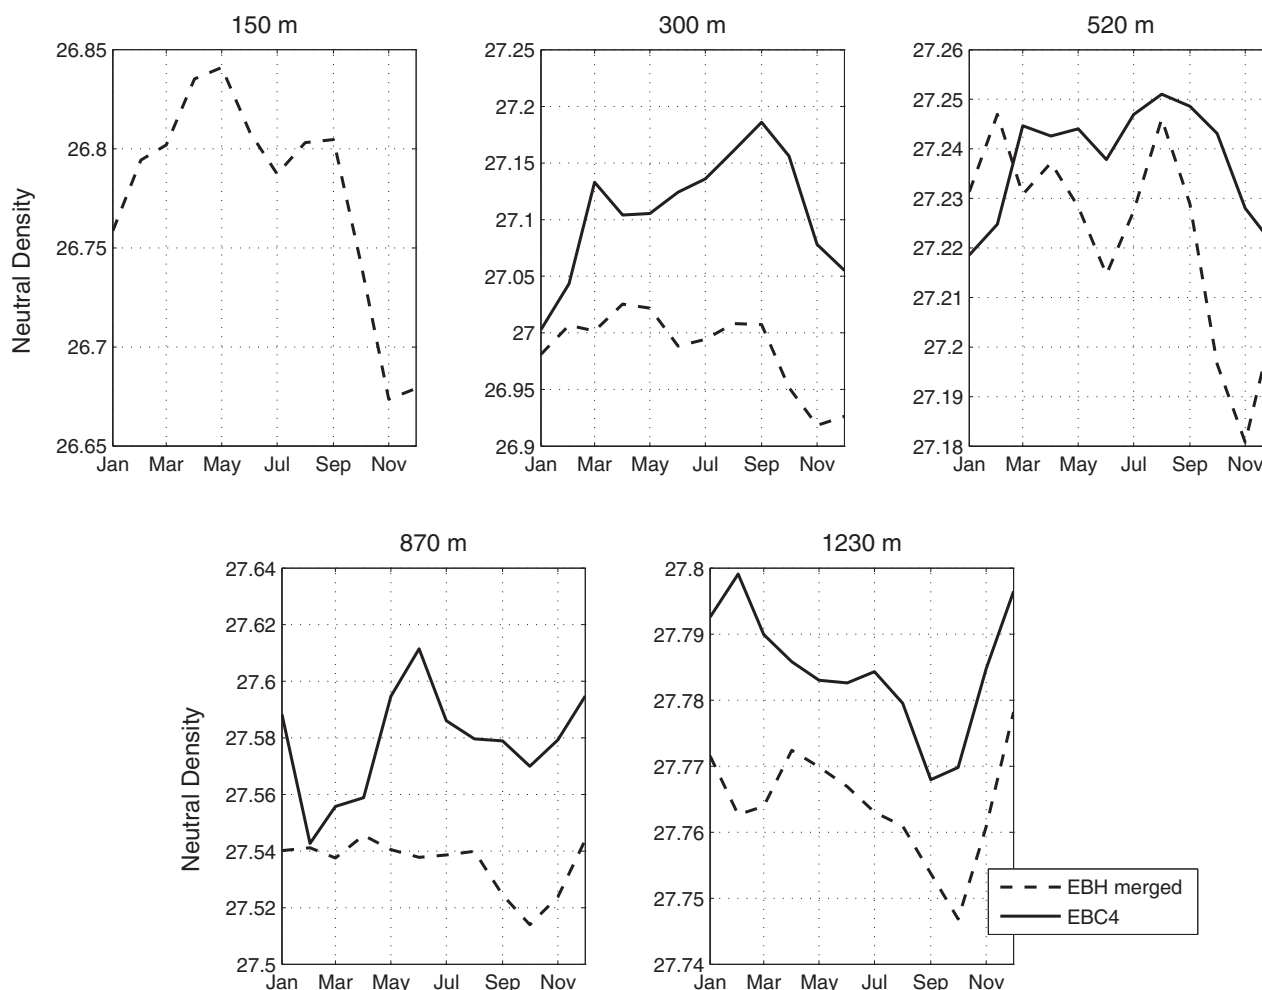 150 m
300 m
520 m
26.85
26.8
26.75
26.7
26.65
Neutral Density
Jan Mar May Jul Sep Nov
27.25
27.2
27.15
27.1
27.05
27
26.95
26.9
Jan Mar May Jul Sep Nov
27.26
27.25
27.24
27.23
27.22
27.21
27.2
27.19
27.18
Jan Mar May Jul Sep Nov
870 m
1230 m
27.64
27.62
27.6
27.58
27.56
27.54
27.52
27.5
Neutral Density
Jan Mar May Jul Sep Nov
27.8
27.79
27.78
27.77
27.76
27.75
27.74
Jan Mar May Jul Sep Nov
EBH merged
EBC4